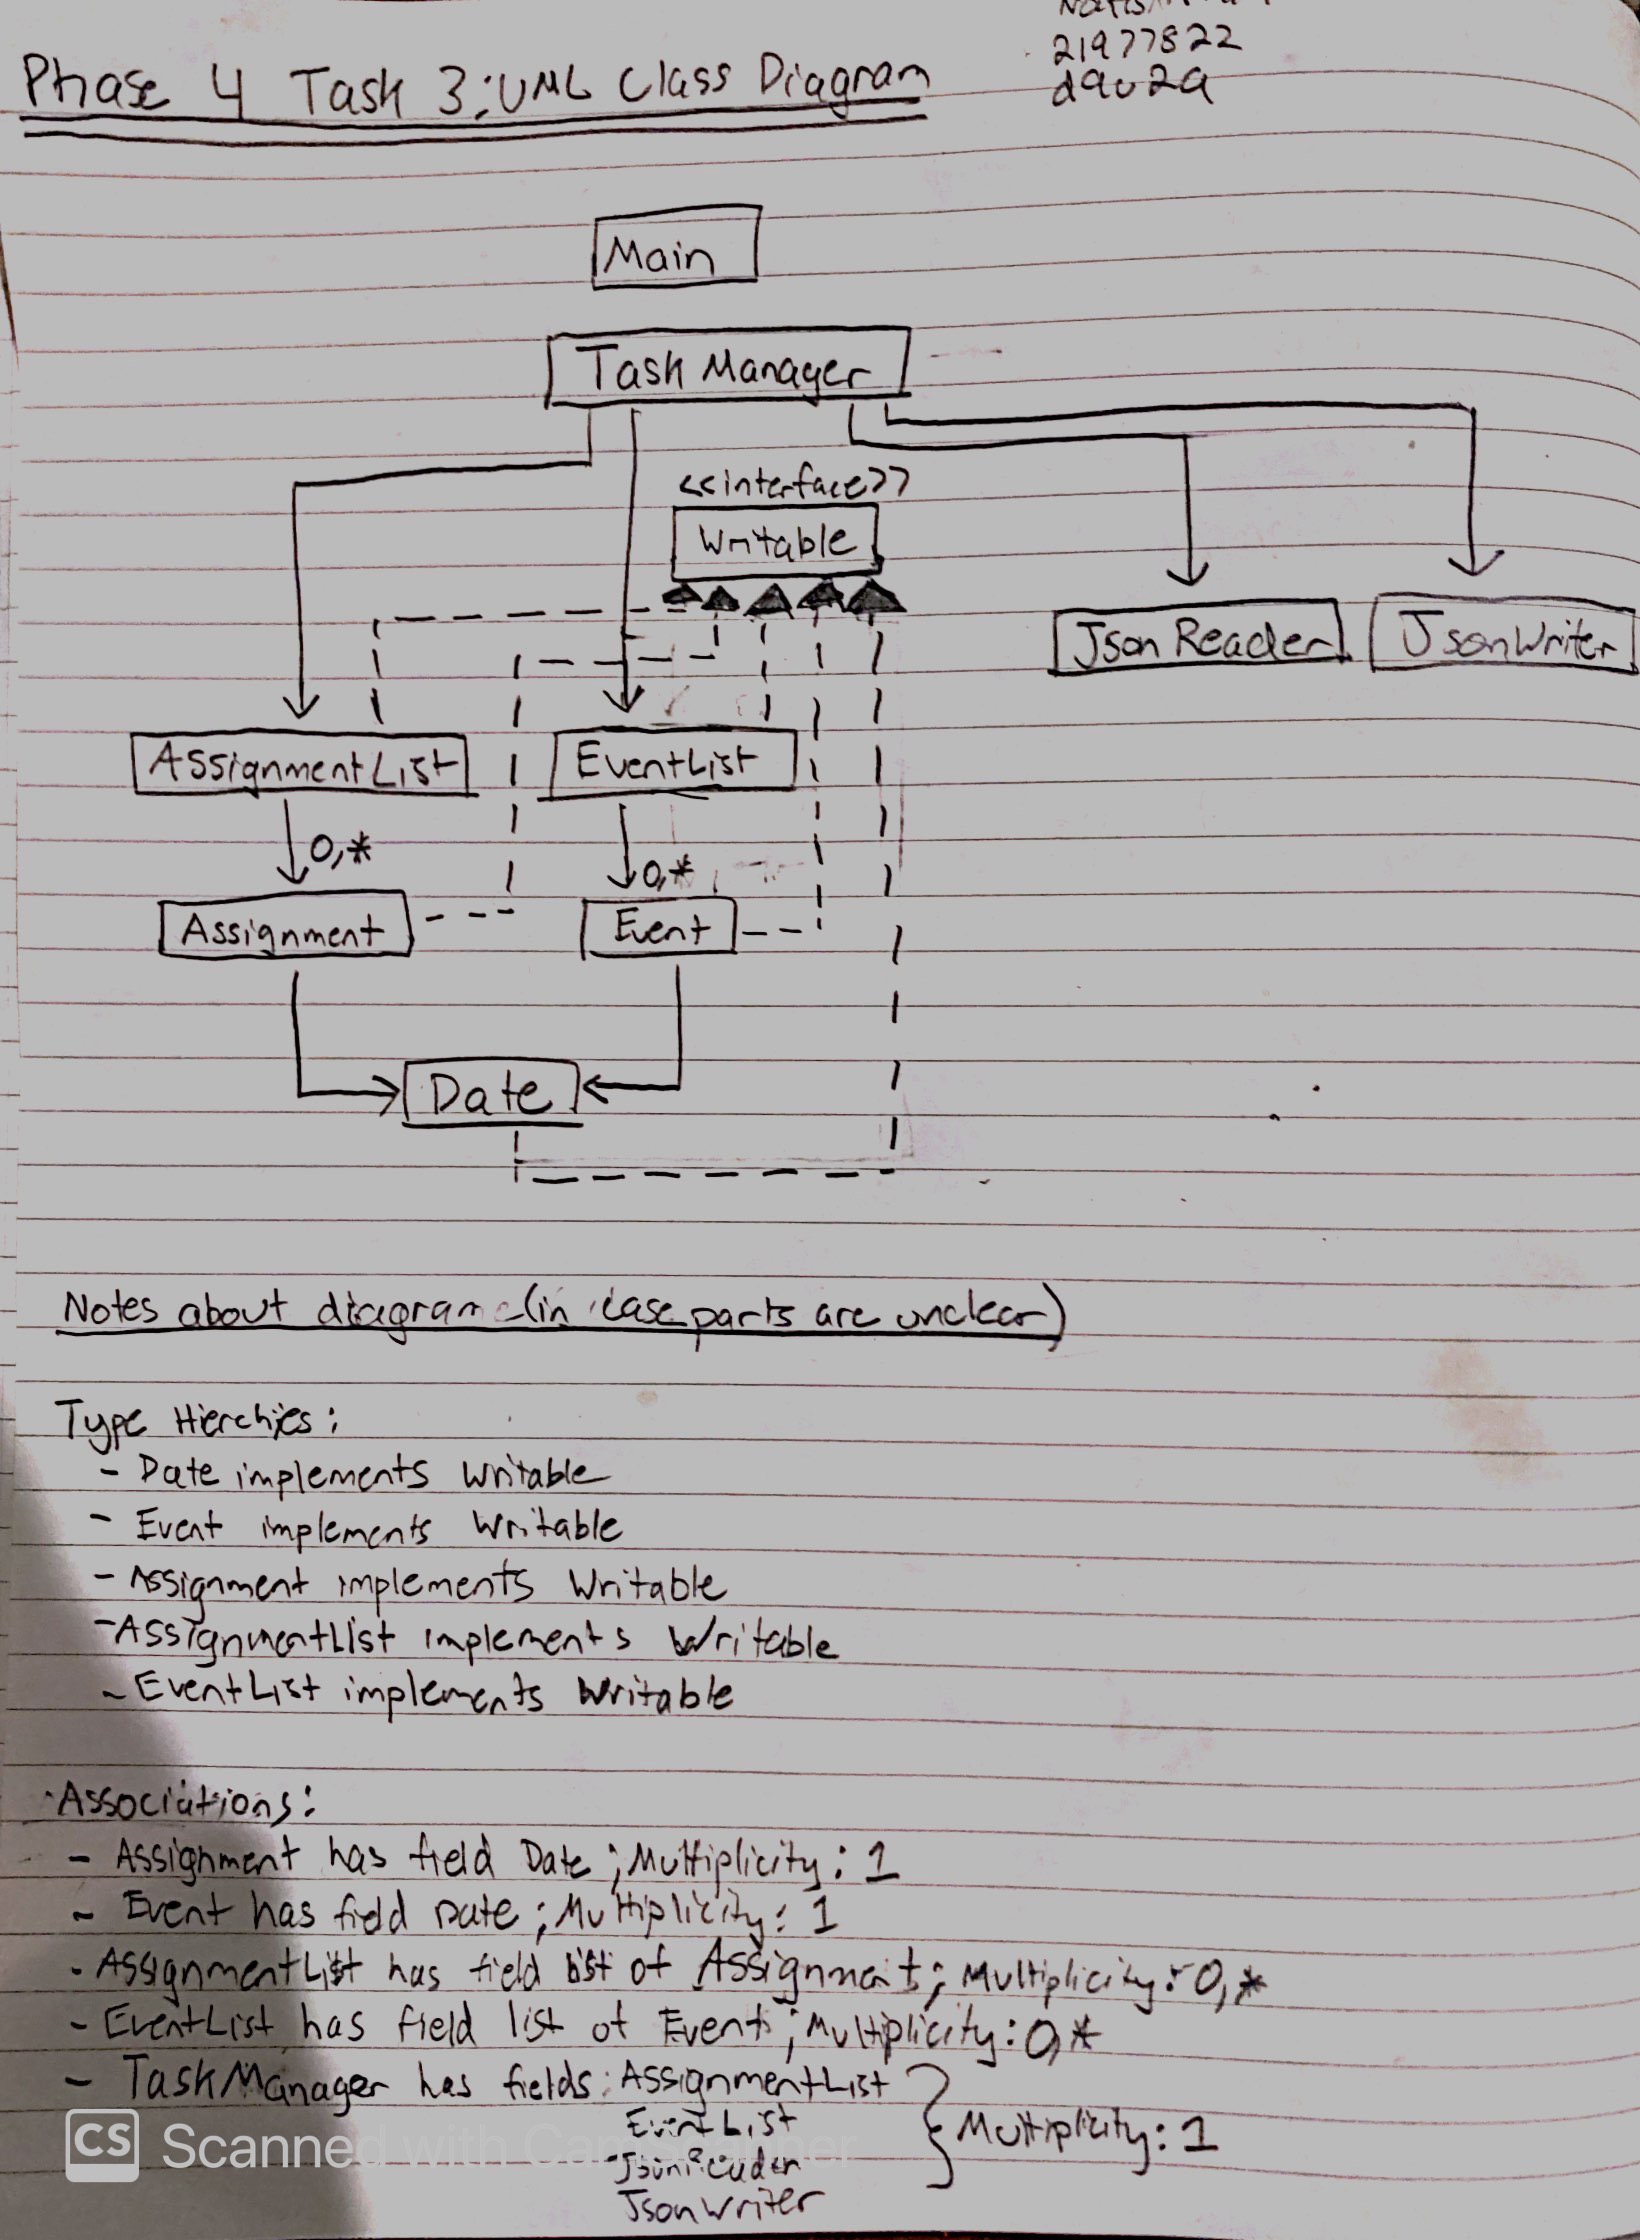 21977822
d9v2a
Phase 4 Task 3: UML Class Diagram
Main
Task Manager
<<interface>>
Writable
Json Reader
JsonWriter
AssignmentList
EventList
0,*
0,*
Assignment
Event
Date
Notes about diagram (in case parts are unclear)
Type Hierchies:
- Date implements Writable
- Event implements Writable
- Assignment implements Writable
- AssignmentList implements Writable
- EventList implements Writable
Associations:
- Assignment has field Date; Multiplicity: 1
- Event has field Date; Multiplicity: 1
- AssignmentList has field list of Assignment; Multiplicity: 0,*
- EventList has field list of Event; Multiplicity: 0,*
- TaskManager has fields: AssignmentList
EventList
JsonReader
JsonWriter
Multiplicity: 1
CS Scanned with CamScanner